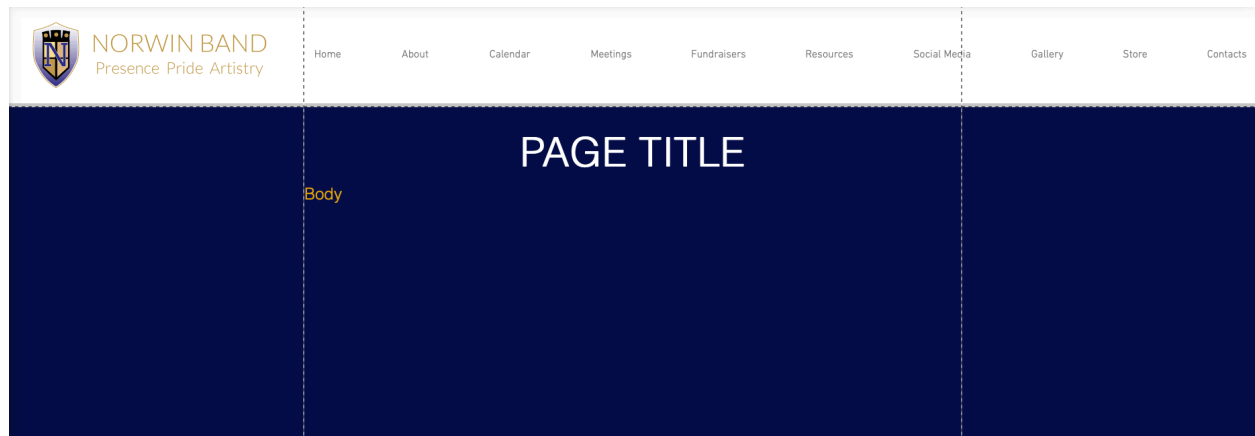 N
NORWIN BAND
Presence Pride Artistry
Home About Calendar Meetings Fundraisers Resources Social Media Gallery Store Contacts
PAGE TITLE
Body